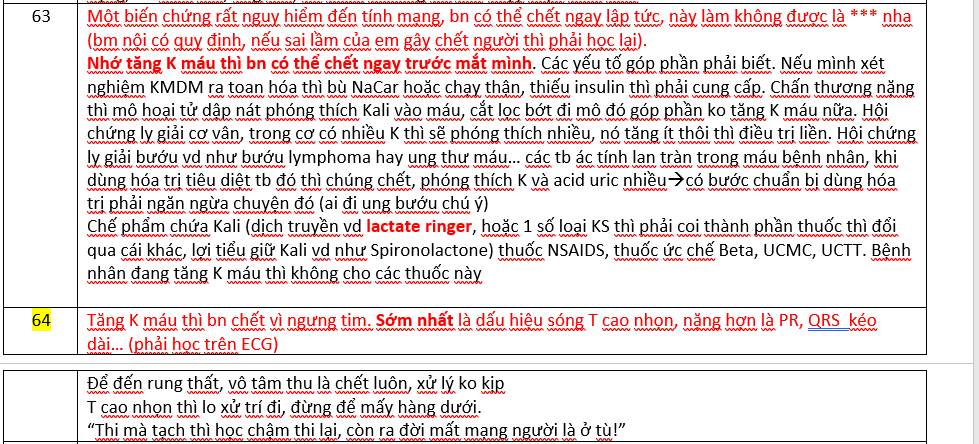 63
Một biến chứng rất nguy hiểm đến tính mạng, bn có thể chết ngay lập tức, này làm không được là *** nha
(bm nội có quy định, nếu sai lầm của em gây chết người thì phải học lại).
Nhớ tăng K máu thì bn có thể chết ngay trước mắt mình. Các yếu tố góp phần phải biết. Nếu mình xét
nghiệm KMDM ra toan hóa thì bù NaCar hoặc chạy thận, thiếu insulin thì phải cung cấp. Chấn thương nặng
thì mô hoại tử dập nát phóng thích Kali vào máu, cắt lọc bớt đi mô đó góp phần ko tăng K máu nữa. Hội
chứng ly giải cơ vân, trong cơ có nhiều K thì sẽ phóng thích nhiều, nó tăng ít thôi thì điều trị liền. Hội chứng
ly giải bướu vd như bướu lymphoma hay ung thư máu... các tb ác tính lan tràn trong máu bệnh nhân, khi
dùng hóa trị tiêu diệt tb đó thì chúng chết, phóng thích K và acid uric nhiều→có bước chuẩn bị dùng hóa
trị phải ngăn ngừa chuyện đó (ai đi ung bướu chú ý)
Chế phẩm chứa Kali (dịch truyền vd lactate ringer, hoặc 1 số loại KS thì phải coi thành phần thuốc thì đổi
qua cái khác, lợi tiểu giữ Kali vd như Spironolactone) thuốc NSAIDS, thuốc ức chế Beta, UCMC, UCTT. Bệnh
nhân đang tăng K máu thì không cho các thuốc này
64
Tăng K máu thì bn chết vì ngưng tim. Sớm nhất là dấu hiệu sóng T cao nhọn, nặng hơn là PR, QRS kéo
dài... (phải học trên ECG)
Để đến rung thất, vô tâm thu là chết luôn, xử lý ko kịp
T cao nhọn thì lo xử trí đi, đừng để mấy hàng dưới.
“Thi mà tạch thì học chậm thi lại, còn ra đời mất mạng người là ở tù!”